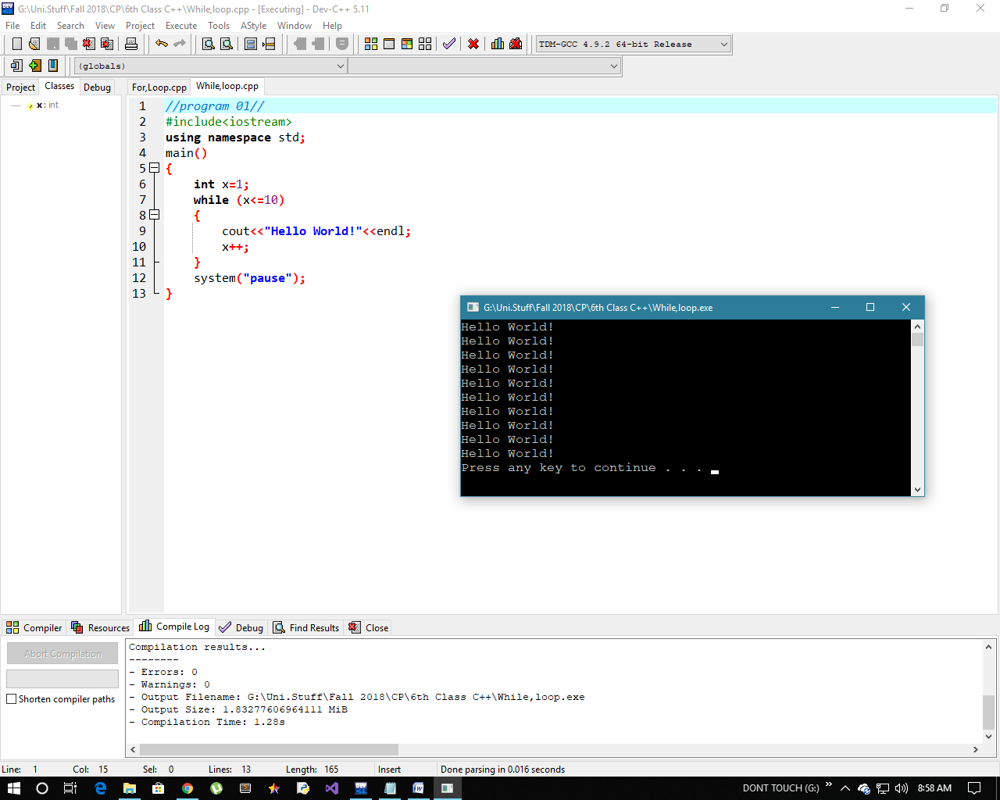 G:\Uni.Stuff\Fall 2018\CP\6th Class C++\While,loop.cpp - [Executing] - Dev-C++ 5.11
File Edit Search View Project Execute Tools AStyle Window Help
TDM-GCC 4.9.2 64-bit Release
(globals)
Project Classes Debug For,Loop.cpp While,loop.cpp
x : int
1 //program 01//
2 #include<iostream>
3 using namespace std;
4 main()
5 {
6 int x=1;
7 while (x<=10)
8 {
9 cout<<"Hello World!"<<endl;
10 x++;
11 }
12 system("pause");
13 }
G:\Uni.Stuff\Fall 2018\CP\6th Class C++\While,loop.exe
Hello World!
Hello World!
Hello World!
Hello World!
Hello World!
Hello World!
Hello World!
Hello World!
Hello World!
Hello World!
Press any key to continue . . .
Compiler Resources Compile Log Debug Find Results Close
Abort Compilation
Shorten compiler paths
Compilation results...
--------
- Errors: 0
- Warnings: 0
- Output Filename: G:\Uni.Stuff\Fall 2018\CP\6th Class C++\While,loop.exe
- Output Size: 1.83277606964111 MiB
- Compilation Time: 1.28s
Line: 1 Col: 15 Sel: 0 Lines: 13 Length: 165 Insert Done parsing in 0.016 seconds
DONT TOUCH (G:) 8:58 AM